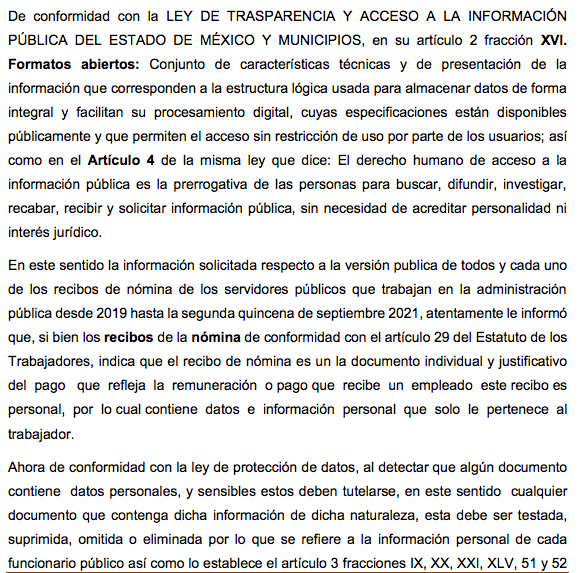 De conformidad con la LEY DE TRASPARENCIA Y ACCESO A LA INFORMACIÓN
PÚBLICA DEL ESTADO DE MÉXICO Y MUNICIPIOS, en su artículo 2 fracción XVI.
Formatos abiertos: Conjunto de características técnicas y de presentación de la
información que corresponden a la estructura lógica usada para almacenar datos de forma
integral y facilitan su procesamiento digital, cuyas especificaciones están disponibles
públicamente y que permiten el acceso sin restricción de uso por parte de los usuarios; así
como en el Artículo 4 de la misma ley que dice: El derecho humano de acceso a la
información pública es la prerrogativa de las personas para buscar, difundir, investigar,
recabar, recibir y solicitar información pública, sin necesidad de acreditar personalidad ni
interés jurídico.
En este sentido la información solicitada respecto a la versión publica de todos y cada uno
de los recibos de nómina de los servidores públicos que trabajan en la administración
pública desde 2019 hasta la segunda quincena de septiembre 2021, atentamente le informó
que, si bien los recibos de la nómina de conformidad con el artículo 29 del Estatuto de los
Trabajadores, indica que el recibo de nómina es un la documento individual y justificativo
del pago que refleja la remuneración o pago que recibe un empleado este recibo es
personal, por lo cual contiene datos e información personal que solo le pertenece al
trabajador.
Ahora de conformidad con la ley de protección de datos, al detectar que algún documento
contiene datos personales, y sensibles estos deben tutelarse, en este sentido cualquier
documento que contenga dicha información de dicha naturaleza, esta debe ser testada,
suprimida, omitida o eliminada por lo que se refiere a la información personal de cada
funcionario público así como lo establece el artículo 3 fracciones IX, XX, XXI, XLV, 51 y 52